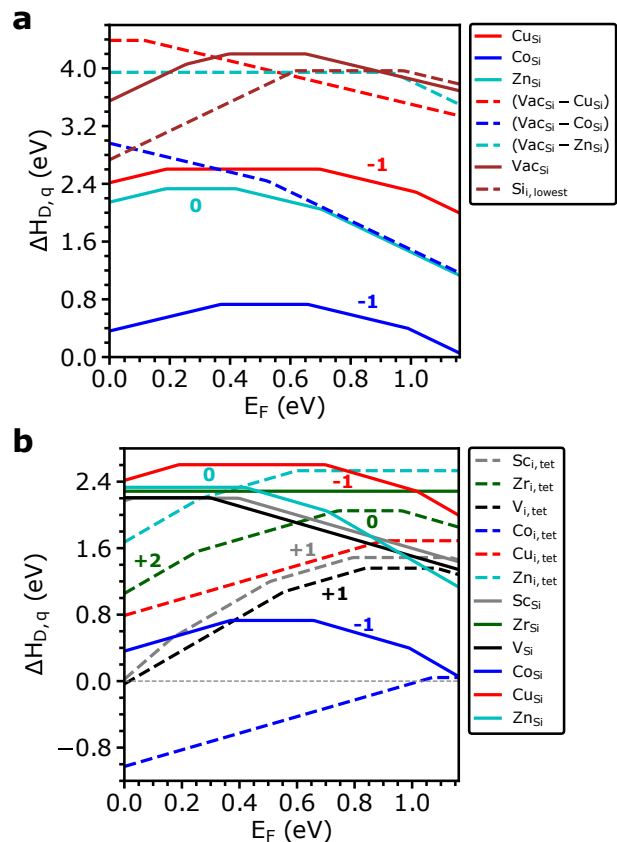 a
4.0
3.2
2.4
1.6
0.8
0.0
ΔH_D,q (eV)
-1
0
-1
0.0 0.2 0.4 0.6 0.8 1.0
E_F (eV)
Cu_Si
Co_Si
Zn_Si
(Vac_Si − Cu_Si)
(Vac_Si − Co_Si)
(Vac_Si − Zn_Si)
Vac_Si
Si_i, lowest
b
2.4
1.6
0.8
0.0
−0.8
ΔH_D,q (eV)
0
-1
0
+2
+1
+1
-1
0.0 0.2 0.4 0.6 0.8 1.0
E_F (eV)
Sc_i, tet
Zr_i, tet
V_i, tet
Co_i, tet
Cu_i, tet
Zn_i, tet
Sc_Si
Zr_Si
V_Si
Co_Si
Cu_Si
Zn_Si